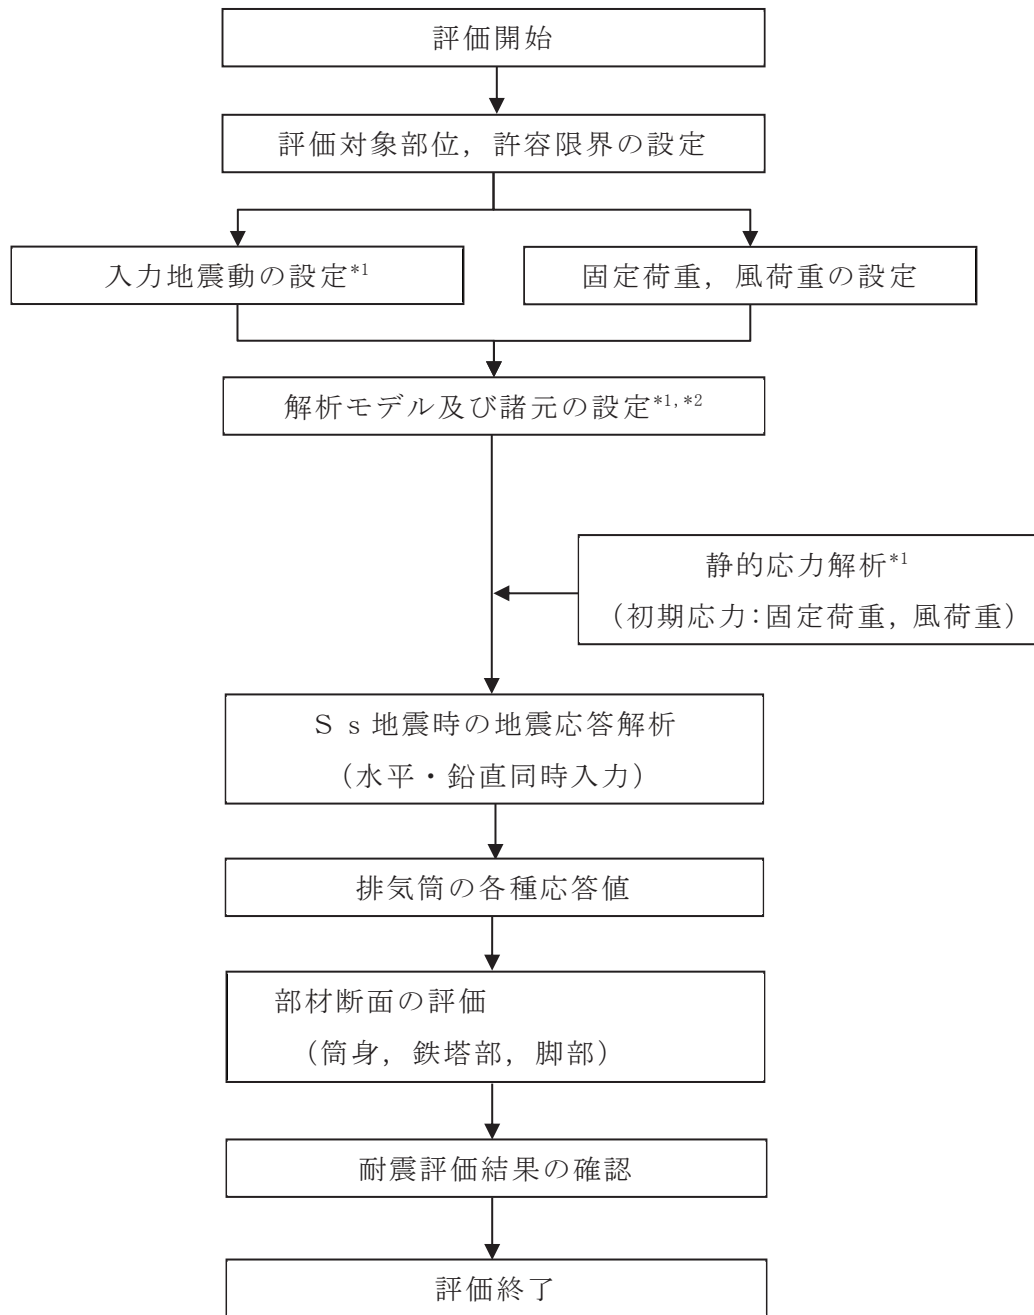 評価開始
評価対象部位，許容限界の設定
入力地震動の設定*1
固定荷重，風荷重の設定
解析モデル及び諸元の設定*1, *2
静的応力解析*1
（初期応力：固定荷重，風荷重）
Ｓｓ地震時の地震応答解析
（水平・鉛直同時入力）
排気筒の各種応答値
部材断面の評価
（筒身，鉄塔部，脚部）
耐震評価結果の確認
評価終了